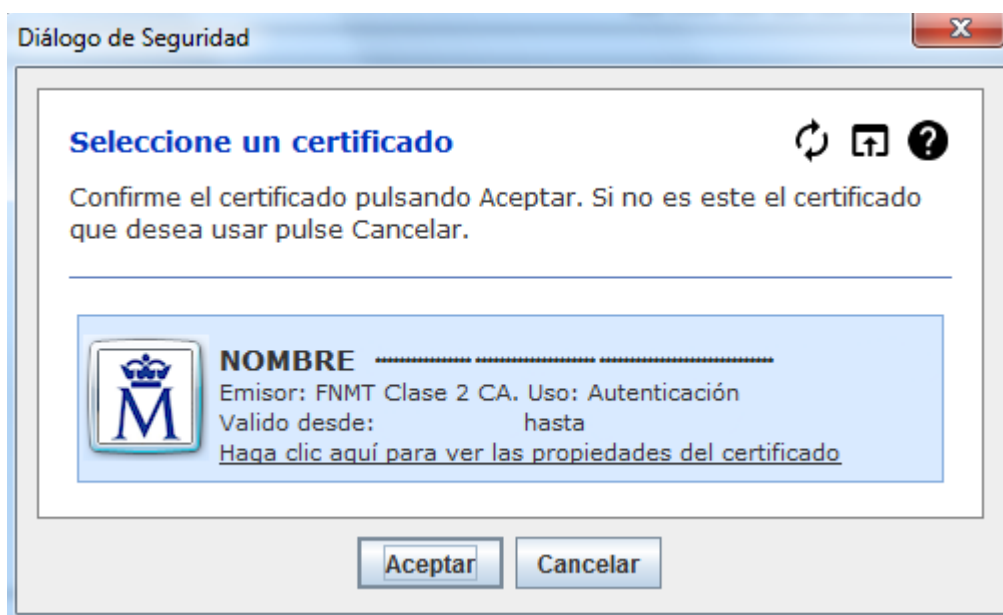 Diálogo de Seguridad
Seleccione un certificado
Confirme el certificado pulsando Aceptar. Si no es este el certificado
que desea usar pulse Cancelar.
NOMBRE
Emisor: FNMT Clase 2 CA. Uso: Autenticación
Valido desde: hasta
Haga clic aquí para ver las propiedades del certificado
Aceptar Cancelar